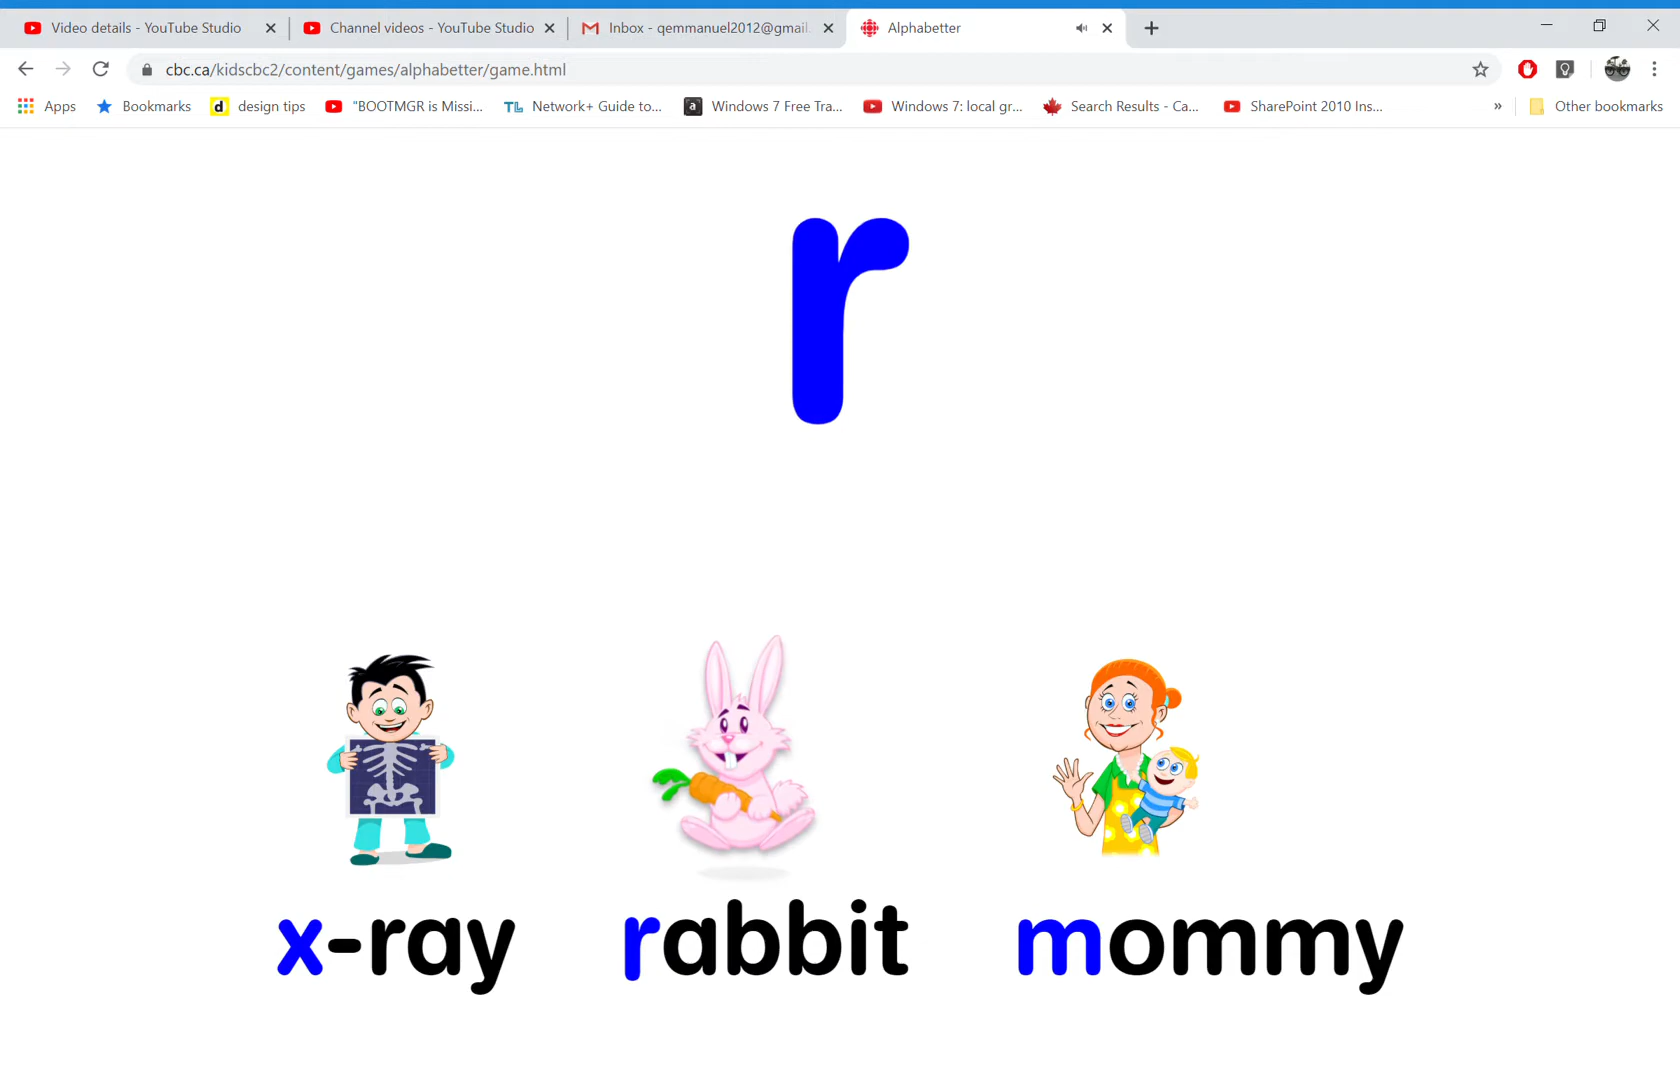 Video details - YouTube Studio
Channel videos - YouTube Studio
Inbox - qemmanuel2012@gmail.
Alphabetter
cbc.ca/kidscbc2/content/games/alphabetter/game.html
Apps
Bookmarks
d design tips
"BOOTMGR is Missi...
TL Network+ Guide to...
a Windows 7 Free Tra...
Windows 7: local gr...
Search Results - Ca...
SharePoint 2010 Ins...
»
Other bookmarks
r
x-ray
rabbit
mommy